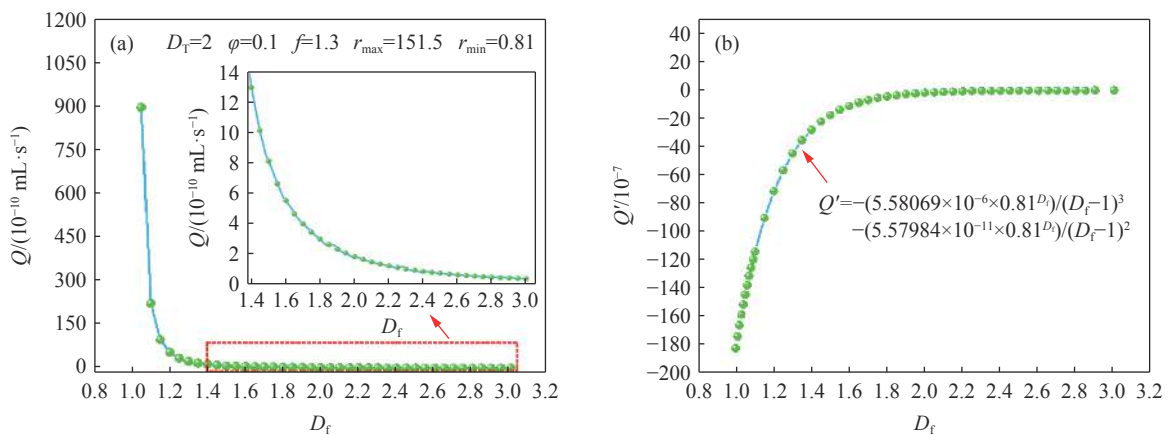 (a) D_T=2 φ=0.1 f=1.3 r_max=151.5 r_min=0.81
Q/(10⁻¹⁰ mL·s⁻¹)
1200
1050
900
750
600
450
300
150
0
0.8 1.0 1.2 1.4 1.6 1.8 2.0 2.2 2.4 2.6 2.8 3.0 3.2
D_f
Q/(10⁻¹⁰ mL·s⁻¹)
14
12
10
8
6
4
2
0
1.4 1.6 1.8 2.0 2.2 2.4 2.6 2.8 3.0
D_f
(b)
Q′/10⁻⁷
20
0
−20
−40
−60
−80
−100
−120
−140
−160
−180
−200
0.8 1.0 1.2 1.4 1.6 1.8 2.0 2.2 2.4 2.6 2.8 3.0 3.2
D_f
Q′=−(5.58069×10⁻⁶×0.81^{D_f})/(D_f−1)³
−(5.57984×10⁻¹¹×0.81^{D_f})/(D_f−1)²